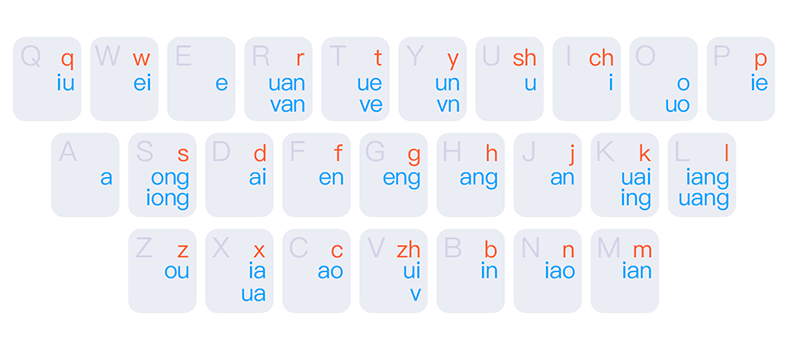 Q q W w E R r T t Y y U sh I ch O P p
iu ei e uan ue un u i o ie
van ve vn uo
A S s D d F f G g H h J j K k L l
a ong ai en eng ang an uai iang
iong ing uang
Z z X x C c V zh B b N n M m
ou ia ao ui in iao ian
ua v